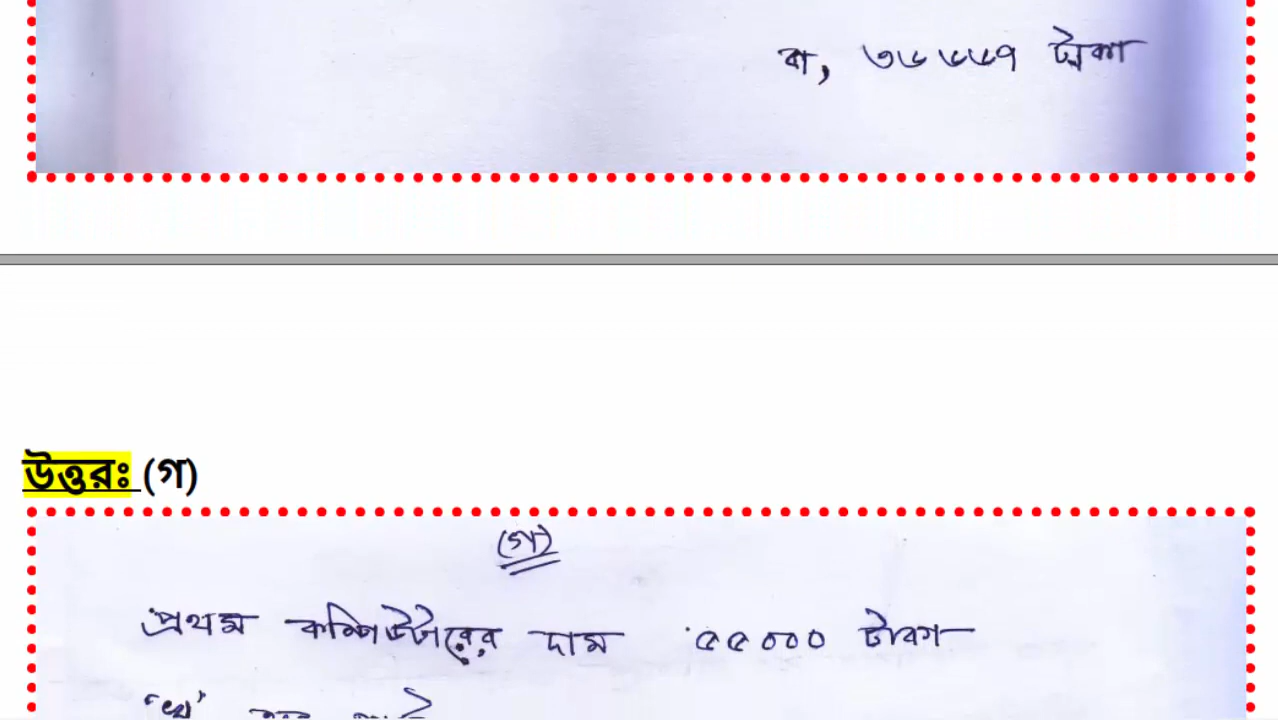 বা, ৩৬৬৬৭ টাকা
উত্তরঃ (গ)
(গ)
প্রথম কম্পিউটারের দাম ৫৫০০০ টাকা
'খ'